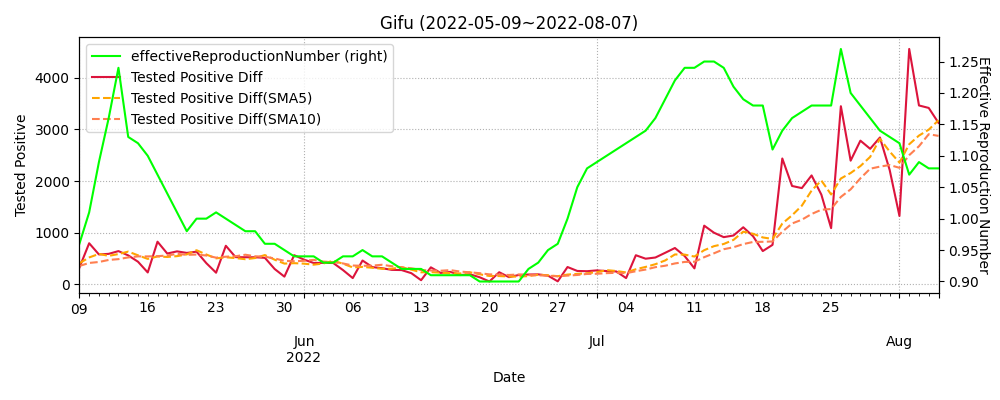 Gifu (2022-05-09~2022-08-07)
effectiveReproductionNumber (right)
Tested Positive Diff
Tested Positive Diff(SMA5)
Tested Positive Diff(SMA10)
Tested Positive
4000
3000
2000
1000
0
1.25
1.20
1.15
1.10
1.05
1.00
0.95
0.90
Effective Reproduction Number
09 16 23 30 06 13 20 27 04 11 18 25
Jun Jul Aug
2022
Date